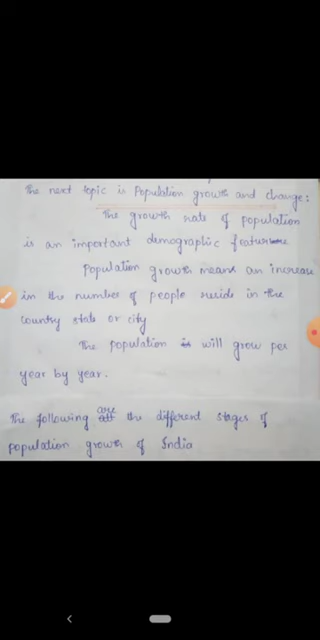 The next topic is Population growth and change:
The growth rate of population
is an important demographic feature
Population growth means an increase
in the number of people reside in the
country state or city
The population will grow per
year by year.
The following are the different stages of
population growth of India